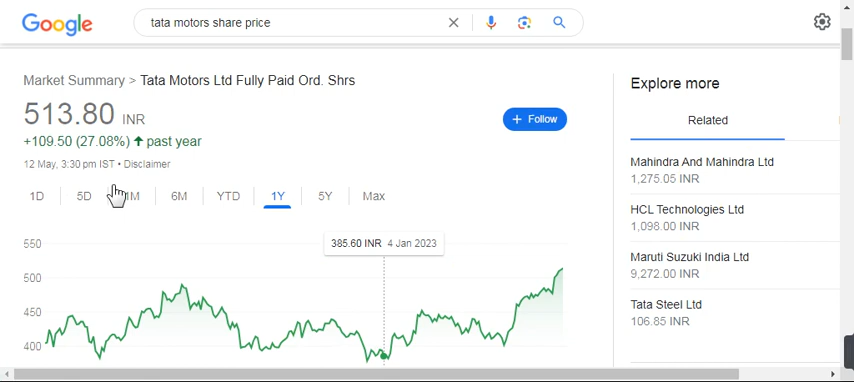 Google
tata motors share price
Market Summary > Tata Motors Ltd Fully Paid Ord. Shrs
513.80 INR
+ Follow
+109.50 (27.08%) ↑ past year
12 May, 3:30 pm IST • Disclaimer
1D 5D 1M 6M YTD 1Y 5Y Max
385.60 INR 4 Jan 2023
550
500
450
400
Explore more
Related
Mahindra And Mahindra Ltd
1,275.05 INR
HCL Technologies Ltd
1,098.00 INR
Maruti Suzuki India Ltd
9,272.00 INR
Tata Steel Ltd
106.85 INR